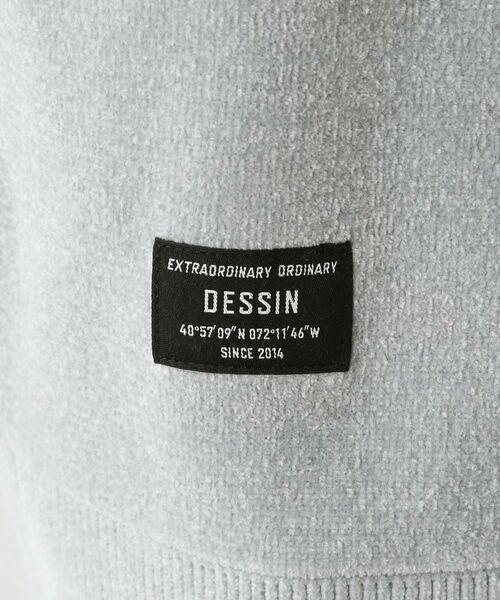 EXTRAORDINARY ORDINARY
DESSIN
40°57'09"N 072°11'46"W
SINCE 2014